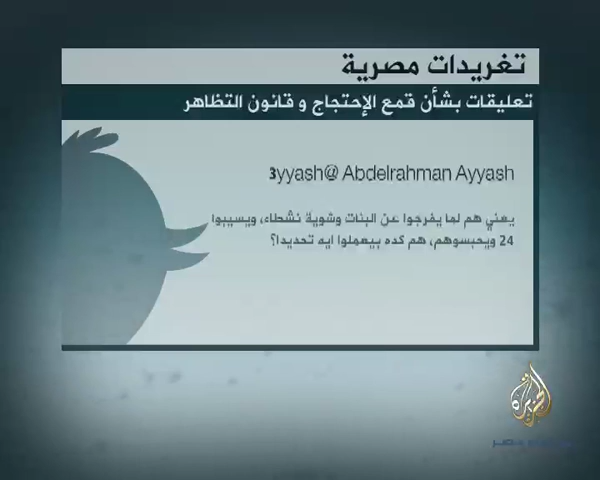 تغريدات مصرية
تعليقات بشأن قمع الإحتجاج و قانون التظاهر
3yyash@ Abdelrahman Ayyash
يعني هم لما يفرجوا عن البنات وشوية نشطاء، ويسيبوا
24 ويحبسوهم، هم كده بيعملوا ايه تحديدا؟
الجزيرة